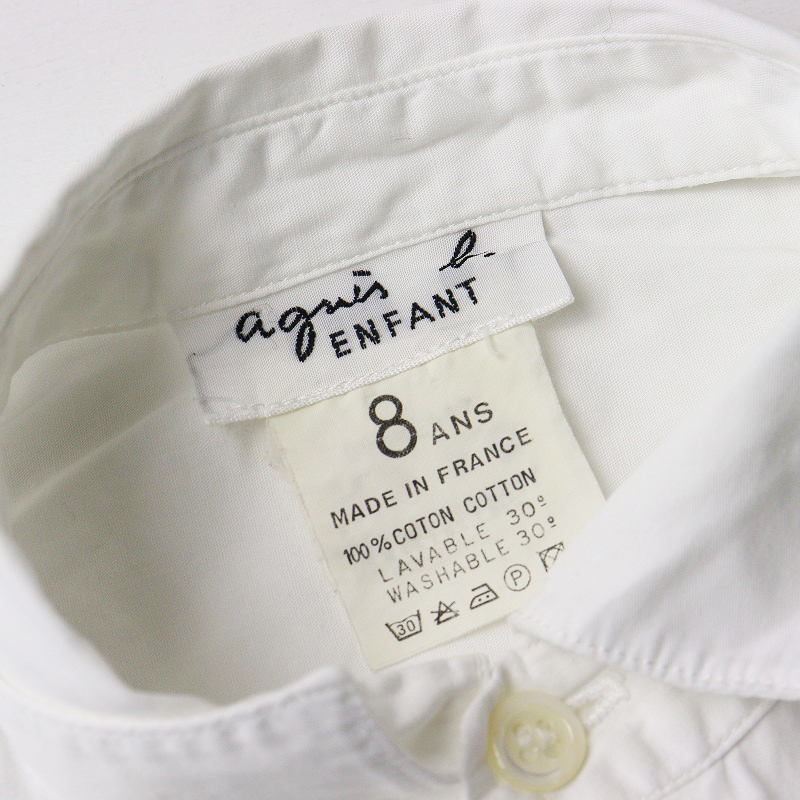 agnès b.
ENFANT
8 ANS
MADE IN FRANCE
100% COTON COTTON
LAVABLE 30º
WASHABLE 30º
30 P